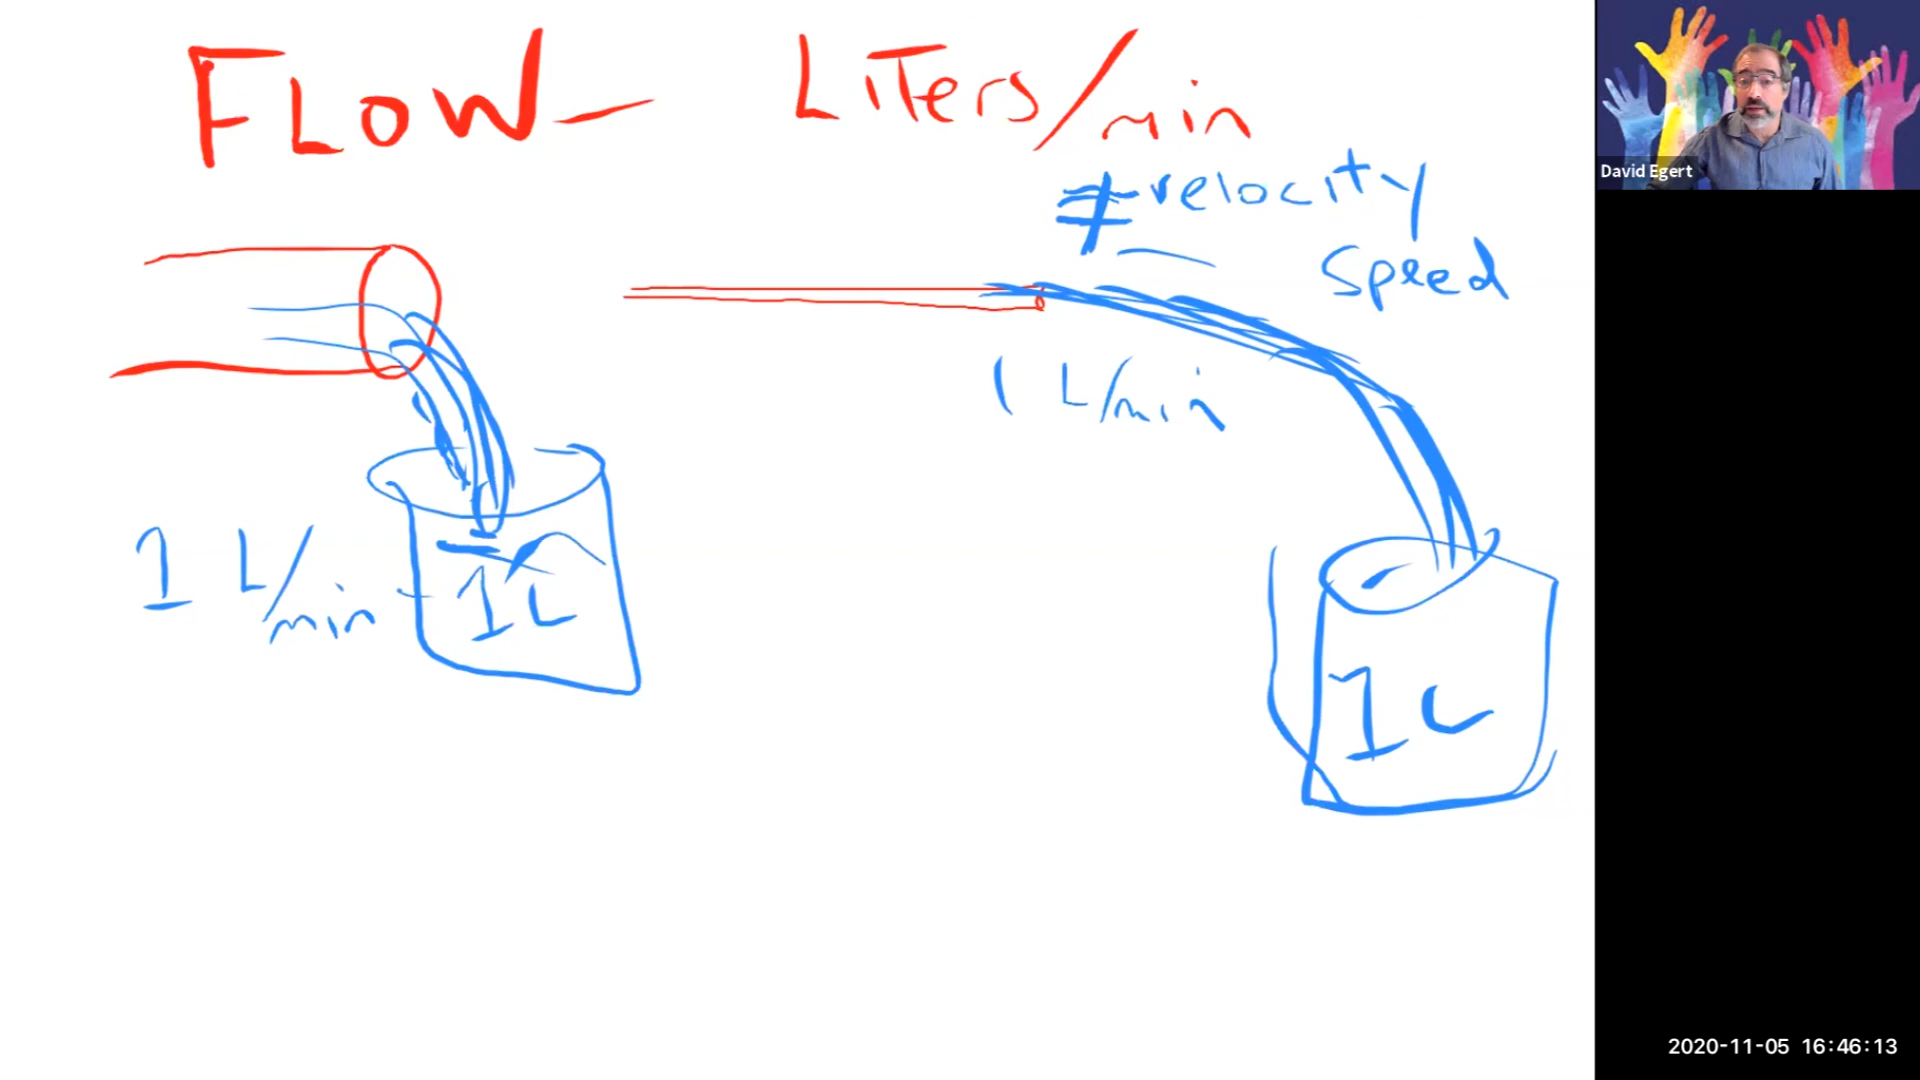 FLOW - LiTers/min
≠ velocity
Speed
1 L/min
1 L/min
1L
1L
David Egert
2020-11-05 16:46:13